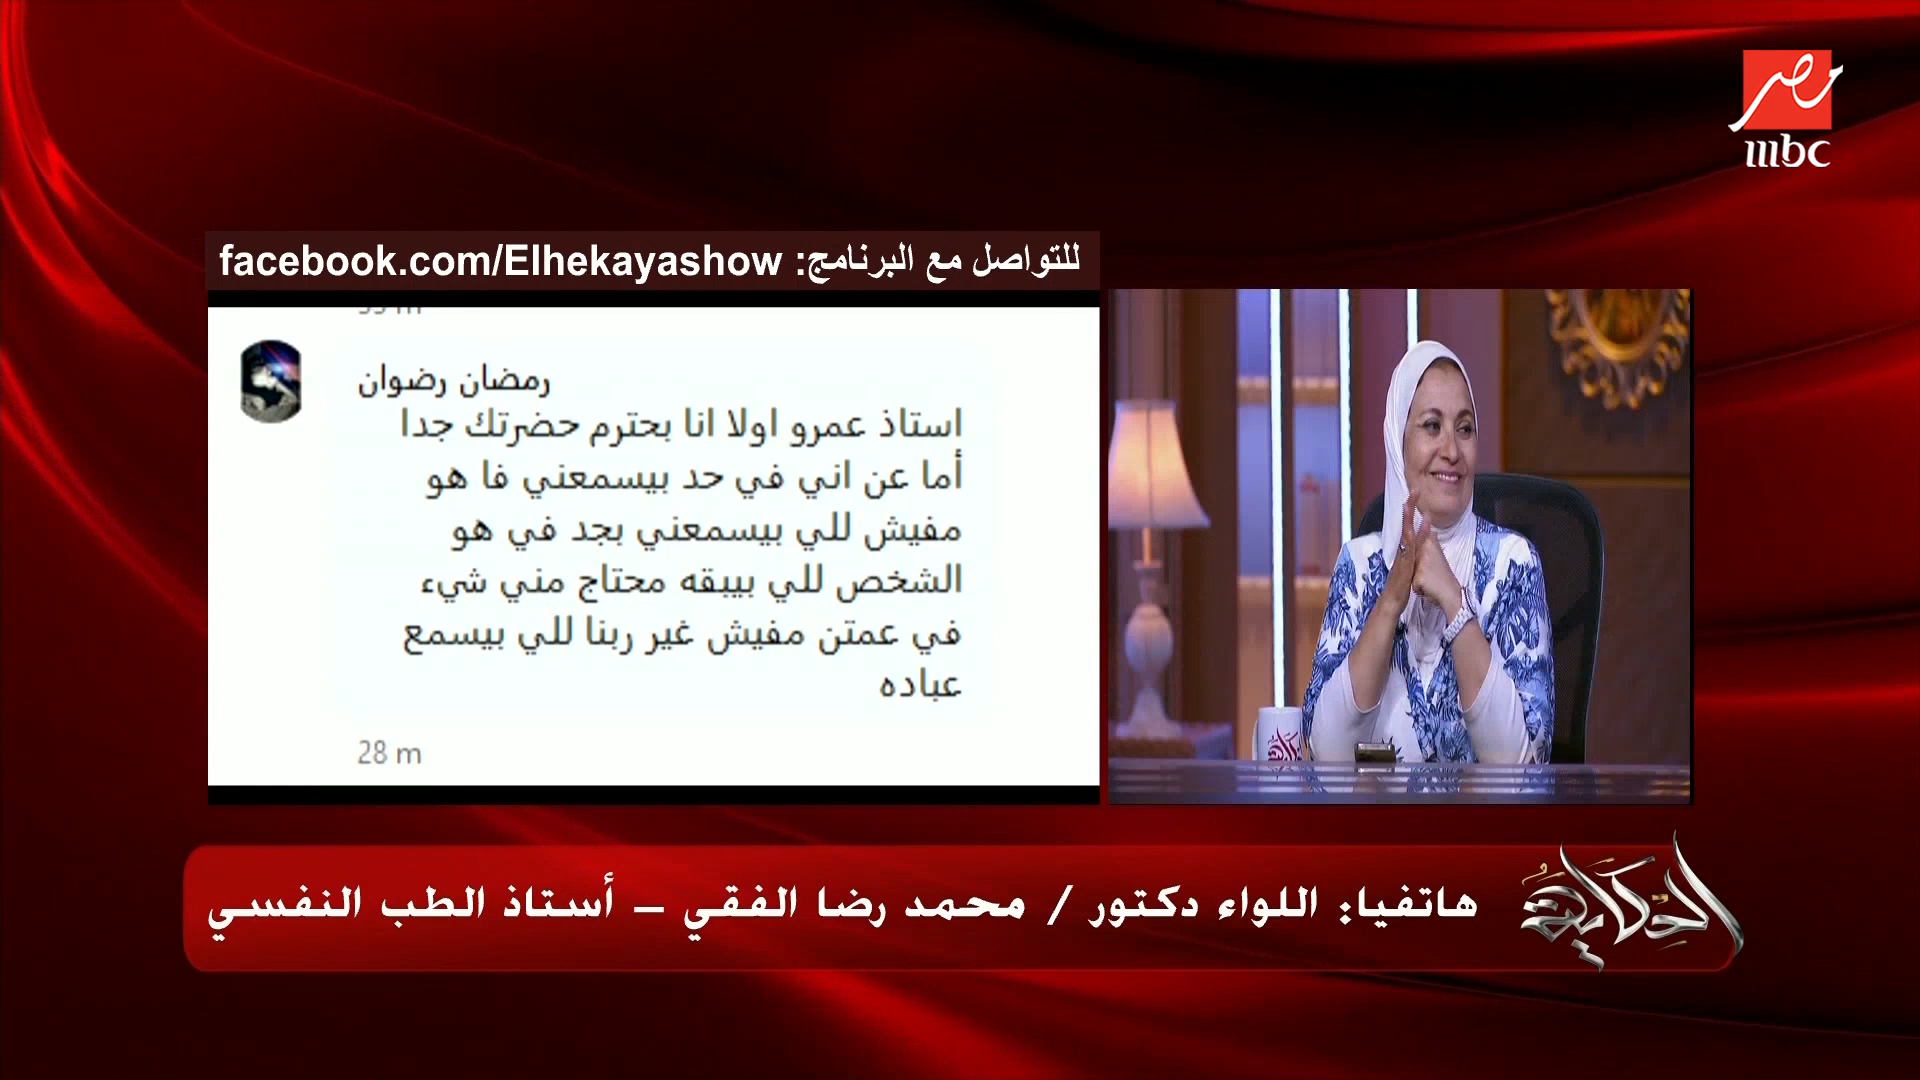 مصر
mbc
للتواصل مع البرنامج: facebook.com/Elhekayashow
رمضان رضوان
استاذ عمرو اولا انا بحترم حضرتك جدا
أما عن اني في حد بيسمعني فا هو
مفيش للي بيسمعني بجد في هو
الشخص للي بيبقه محتاج مني شيء
في عمتن مفيش غير ربنا للي بيسمع
عباده
28 m
هاتفيا: اللواء دكتور / محمد رضا الفقي – أستاذ الطب النفسي
الحكاية